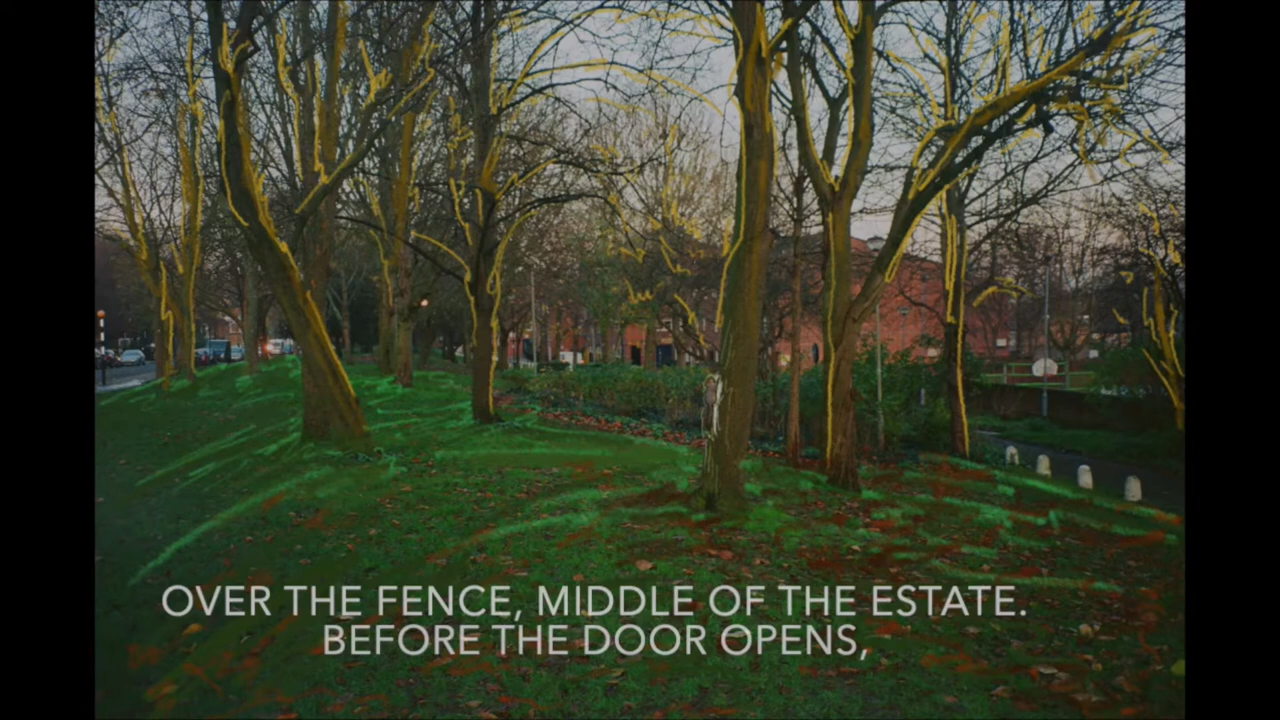 OVER THE FENCE, MIDDLE OF THE ESTATE.
BEFORE THE DOOR OPENS,